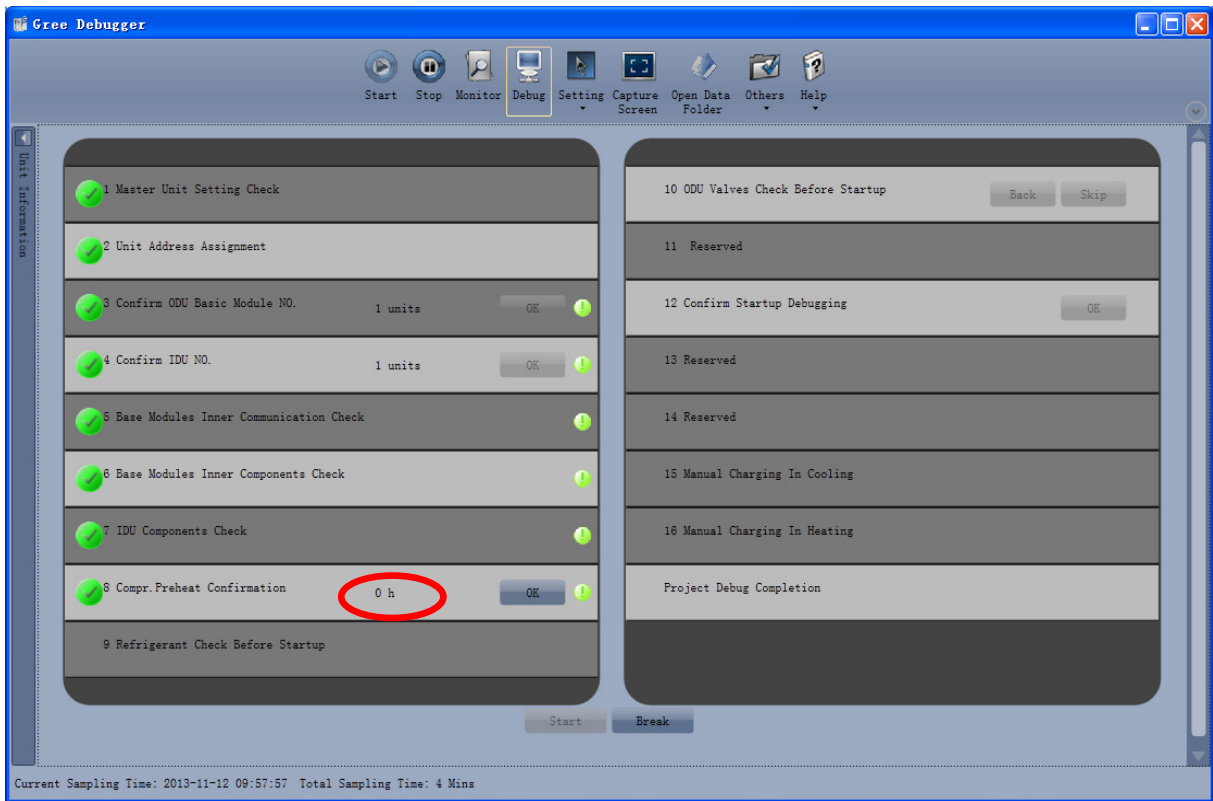 Gree Debugger
Start Stop Monitor Debug Setting Capture Screen Open Data Folder Others Help
Unit Information
1 Master Unit Setting Check
2 Unit Address Assignment
3 Confirm ODU Basic Module NO. 1 units OK
4 Confirm IDU NO. 1 units OK
5 Base Modules Inner Communication Check
6 Base Modules Inner Components Check
7 IDU Components Check
8 Compr.Preheat Confirmation 0 h OK
9 Refrigerant Check Before Startup
10 ODU Valves Check Before Startup Back Skip
11 Reserved
12 Confirm Startup Debugging OK
13 Reserved
14 Reserved
15 Manual Charging In Cooling
16 Manual Charging In Heating
Project Debug Completion
Start Break
Current Sampling Time: 2013-11-12 09:57:57 Total Sampling Time: 4 Mins